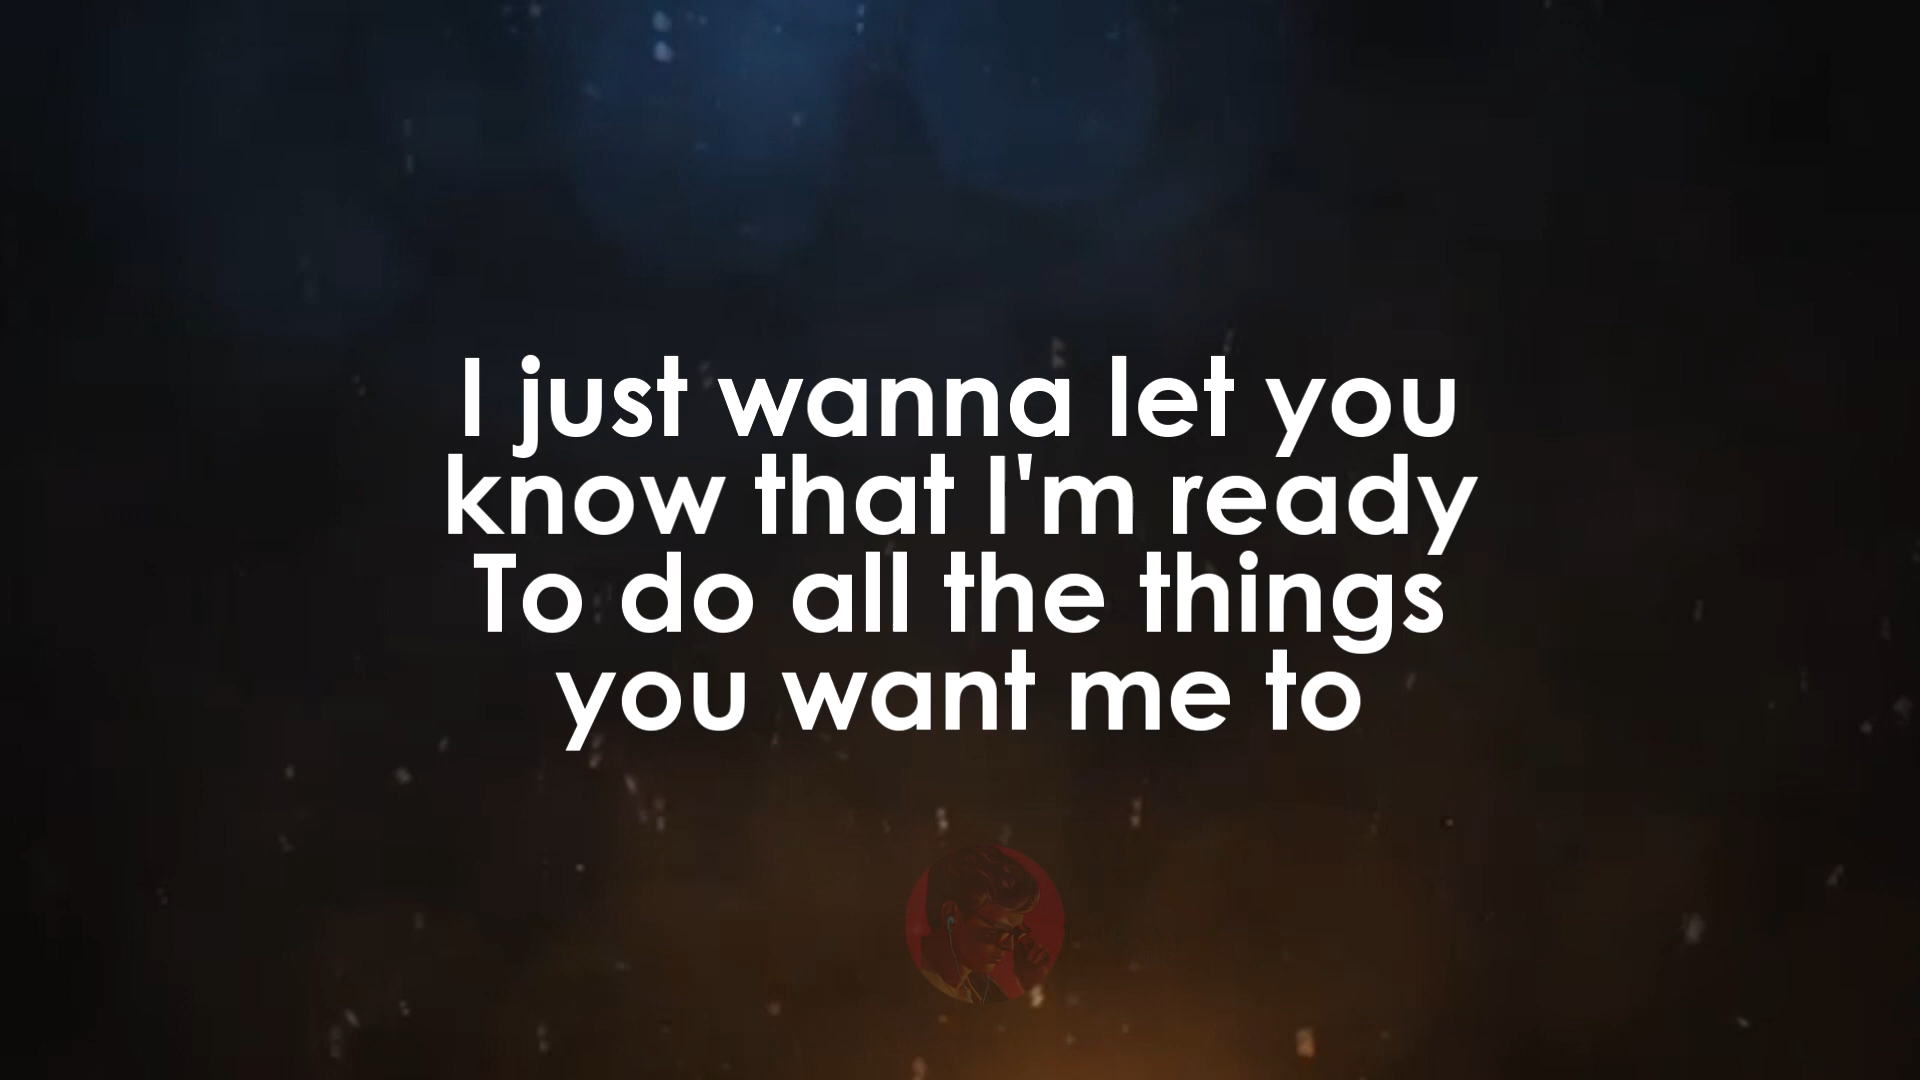 I just wanna let you
know that I'm ready
To do all the things
you want me to